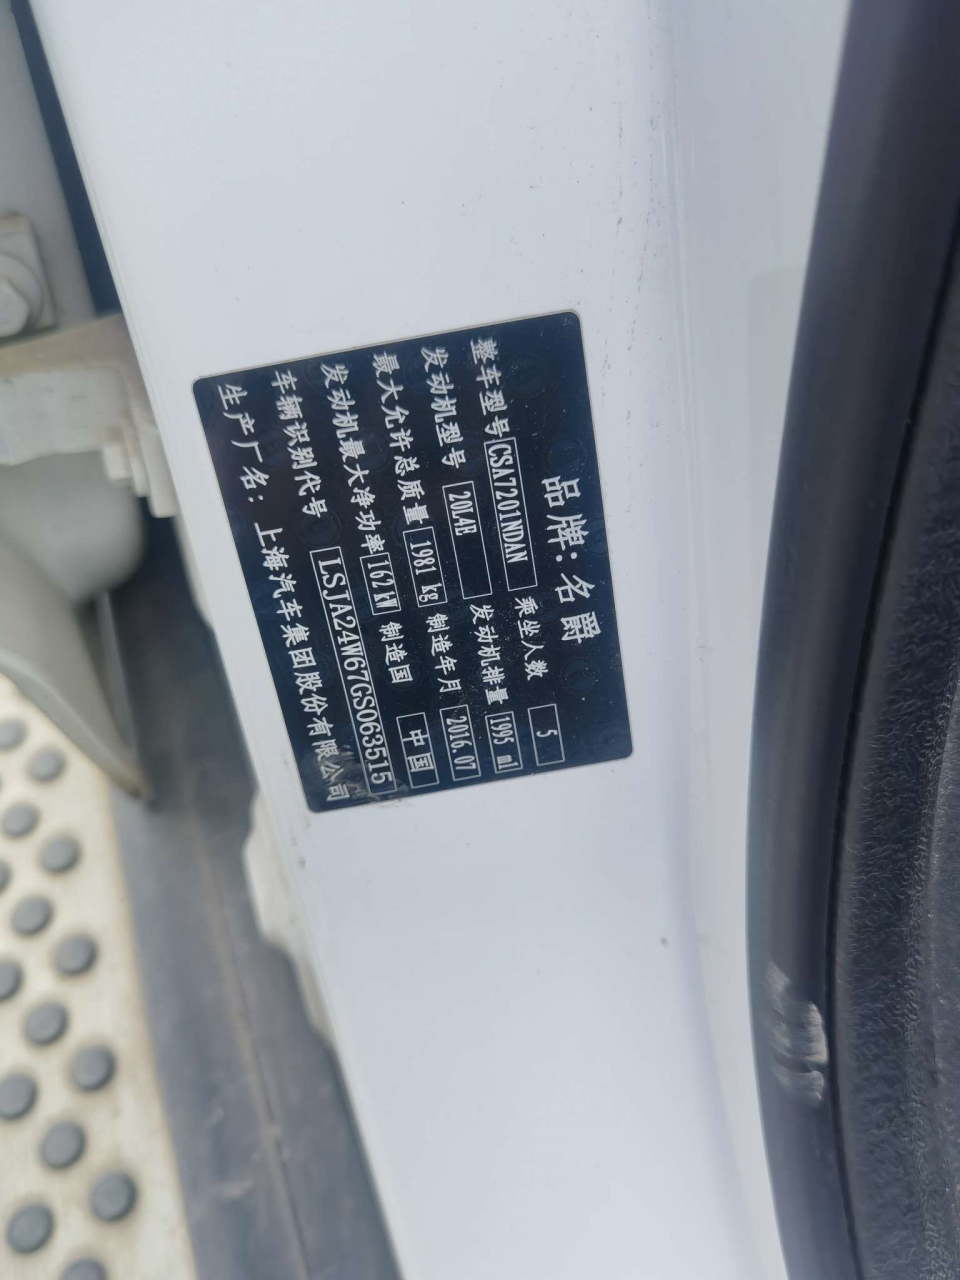 品牌：名爵
整车型号 CSA7201NDAN 乘坐人数 5
发动机型号 20L4E 发动机排量 1995 ml
最大允许总质量 1981 kg 制造年月 2016.07
发动机最大净功率 162 kW 制造国 中国
车辆识别代号 LSJA24W67GS063515
生产厂名：上海汽车集团股份有限公司